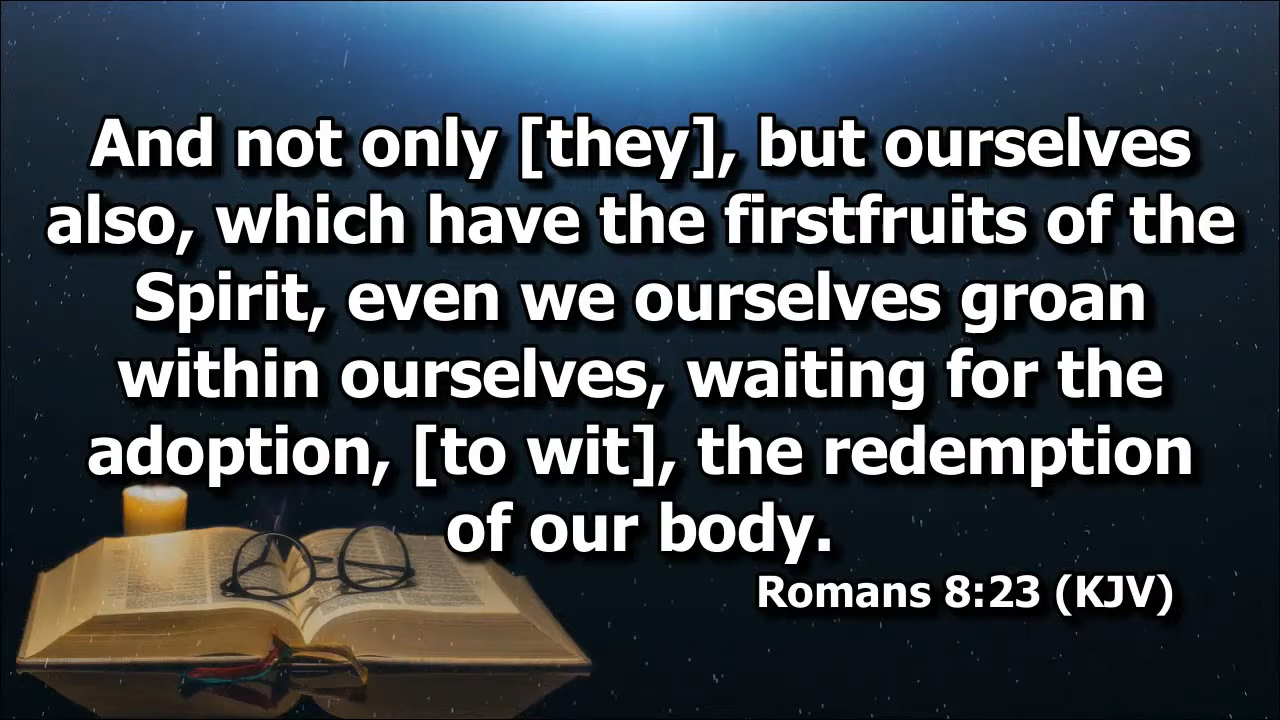 And not only [they], but ourselves
also, which have the firstfruits of the
Spirit, even we ourselves groan
within ourselves, waiting for the
adoption, [to wit], the redemption
of our body.
Romans 8:23 (KJV)